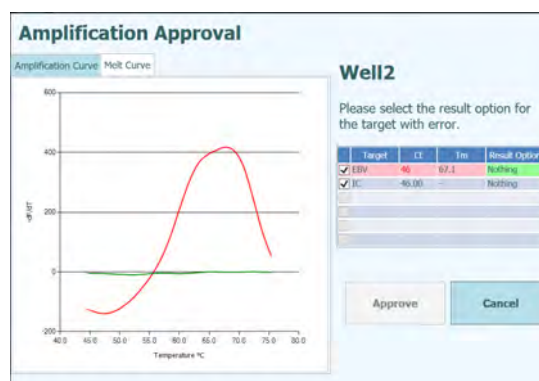 Amplification Approval
Amplification Curve Melt Curve
Well2
Please select the result option for
the target with error.
Target Ct Tm Result Option
EBV 46 67.1 Nothing
IC 46.00 - Nothing
Approve Cancel
600
400
200
0
-200
-dF/dT
40.0 45.0 50.0 55.0 60.0 65.0 70.0 75.0 80.0
Temperature ºC